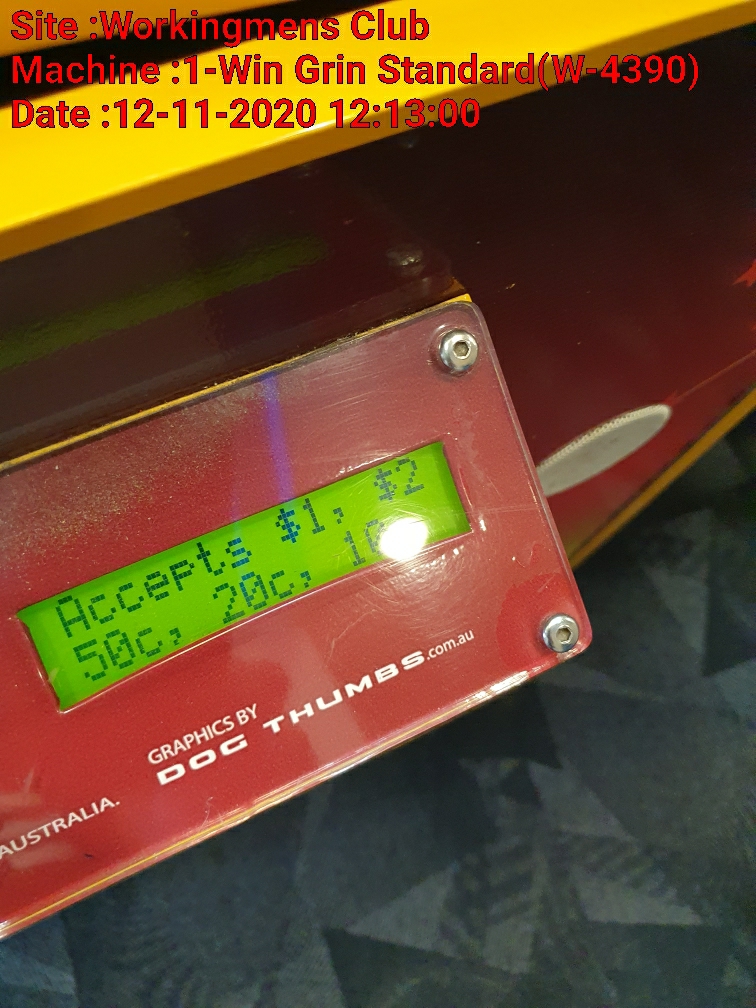 Site :Workingmens Club
Machine :1-Win Grin Standard(W-4390)
Date :12-11-2020 12:13:00
Accepts $1, $2
50c, 20c,
GRAPHICS BY
DOG THUMBS.com.au
AUSTRALIA.